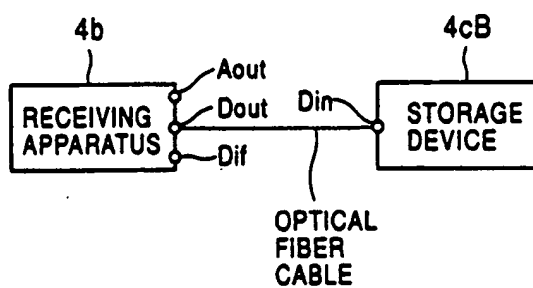 4b
4cB
RECEIVING
APPARATUS
Aout
Dout
Dif
Din
STORAGE
DEVICE
OPTICAL
FIBER
CABLE